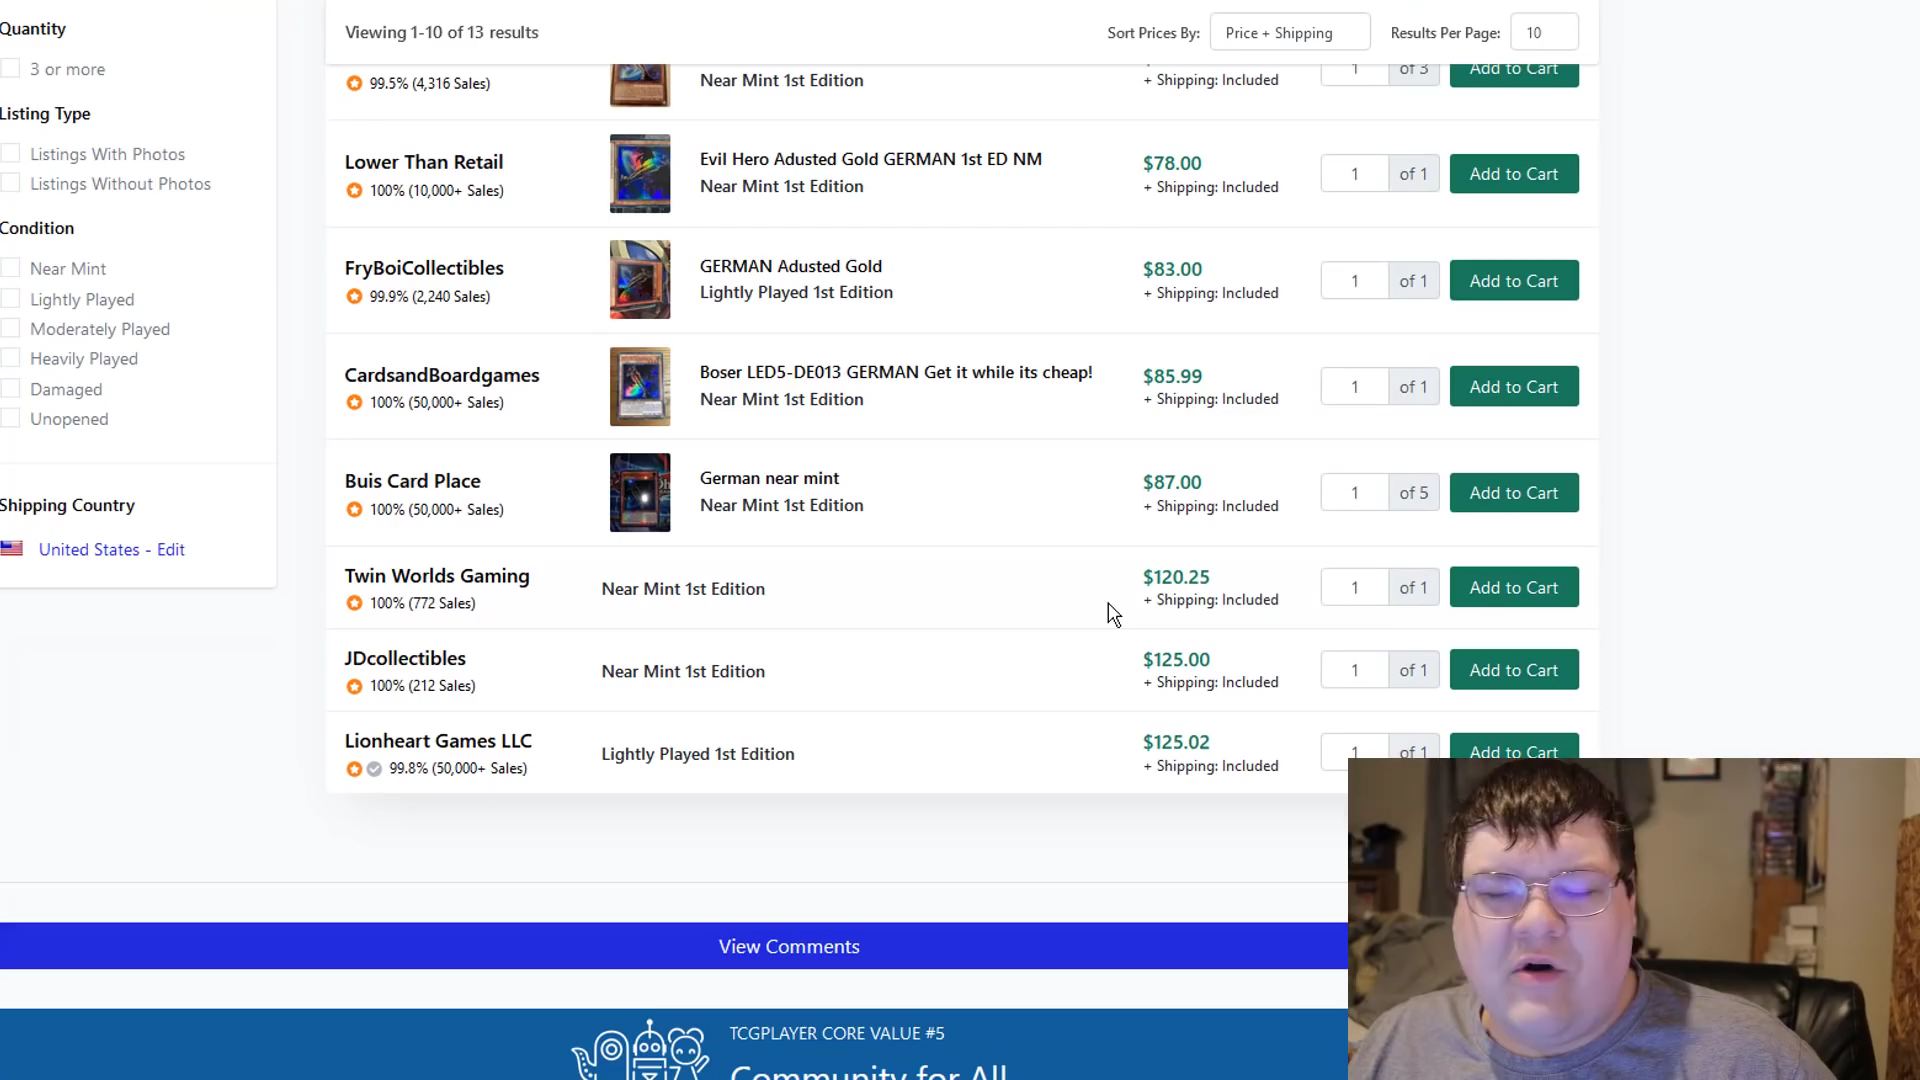 Quantity
3 or more
Listing Type
Listings With Photos
Listings Without Photos
Condition
Near Mint
Lightly Played
Moderately Played
Heavily Played
Damaged
Unopened
Shipping Country
United States - Edit
Viewing 1-10 of 13 results
Sort Prices By: Price + Shipping Results Per Page: 10
99.5% (4,316 Sales)
Near Mint 1st Edition
+ Shipping: Included
1 of 3 Add to Cart
Lower Than Retail
100% (10,000+ Sales)
Evil Hero Adusted Gold GERMAN 1st ED NM
Near Mint 1st Edition
$78.00
+ Shipping: Included
1 of 1 Add to Cart
FryBoiCollectibles
99.9% (2,240 Sales)
GERMAN Adusted Gold
Lightly Played 1st Edition
$83.00
+ Shipping: Included
1 of 1 Add to Cart
CardsandBoardgames
100% (50,000+ Sales)
Boser LED5-DE013 GERMAN Get it while its cheap!
Near Mint 1st Edition
$85.99
+ Shipping: Included
1 of 1 Add to Cart
Buis Card Place
100% (50,000+ Sales)
German near mint
Near Mint 1st Edition
$87.00
+ Shipping: Included
1 of 5 Add to Cart
Twin Worlds Gaming
100% (772 Sales)
Near Mint 1st Edition
$120.25
+ Shipping: Included
1 of 1 Add to Cart
JDcollectibles
100% (212 Sales)
Near Mint 1st Edition
$125.00
+ Shipping: Included
1 of 1 Add to Cart
Lionheart Games LLC
99.8% (50,000+ Sales)
Lightly Played 1st Edition
$125.02
+ Shipping: Included
1 of 1 Add to Cart
View Comments
TCGPLAYER CORE VALUE #5
Community for All